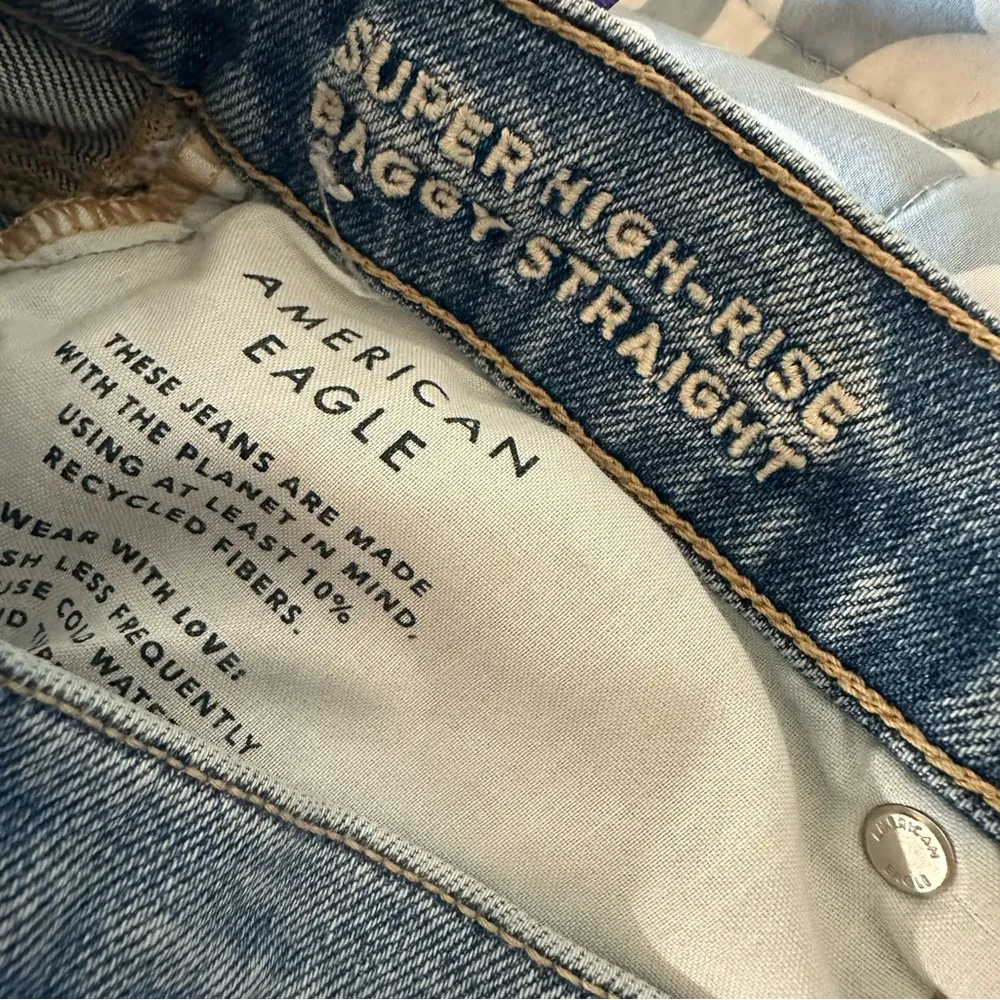 SUPER HIGH-RISE
BAGGY STRAIGHT
AMERICAN
EAGLE
THESE JEANS ARE MADE
WITH THE PLANET IN MIND,
USING AT LEAST 10%
RECYCLED FIBERS.
WEAR WITH LOVE:
LESS FREQUENTLY